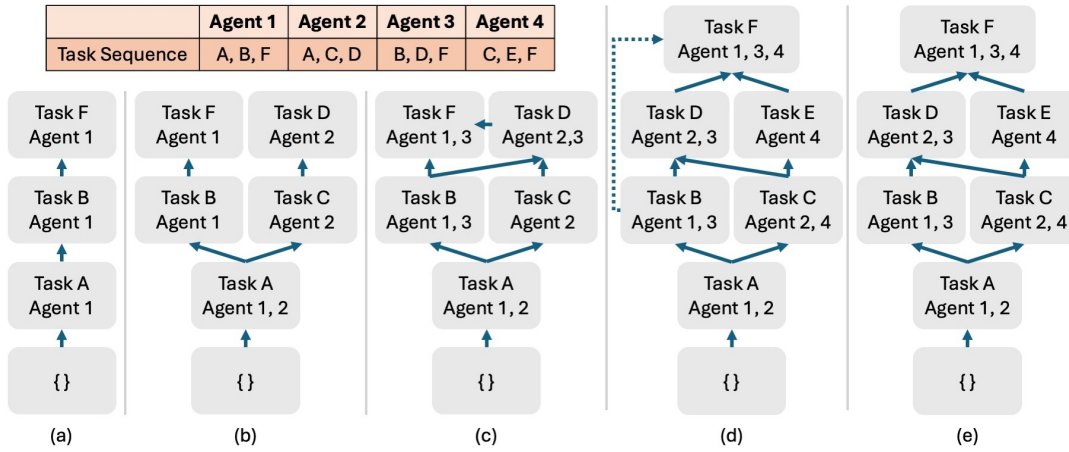 Agent 1 Agent 2 Agent 3 Agent 4
Task Sequence A, B, F A, C, D B, D, F C, E, F
Task F
Agent 1
Task B
Agent 1
Task A
Agent 1
{ }
(a)
Task F
Agent 1
Task D
Agent 2
Task B
Agent 1
Task C
Agent 2
Task A
Agent 1, 2
{ }
(b)
Task F
Agent 1, 3
Task D
Agent 2,3
Task B
Agent 1, 3
Task C
Agent 2
Task A
Agent 1, 2
{ }
(c)
Task F
Agent 1, 3, 4
Task D
Agent 2, 3
Task E
Agent 4
Task B
Agent 1, 3
Task C
Agent 2, 4
Task A
Agent 1, 2
{ }
(d)
Task F
Agent 1, 3, 4
Task D
Agent 2, 3
Task E
Agent 4
Task B
Agent 1, 3
Task C
Agent 2, 4
Task A
Agent 1, 2
{ }
(e)